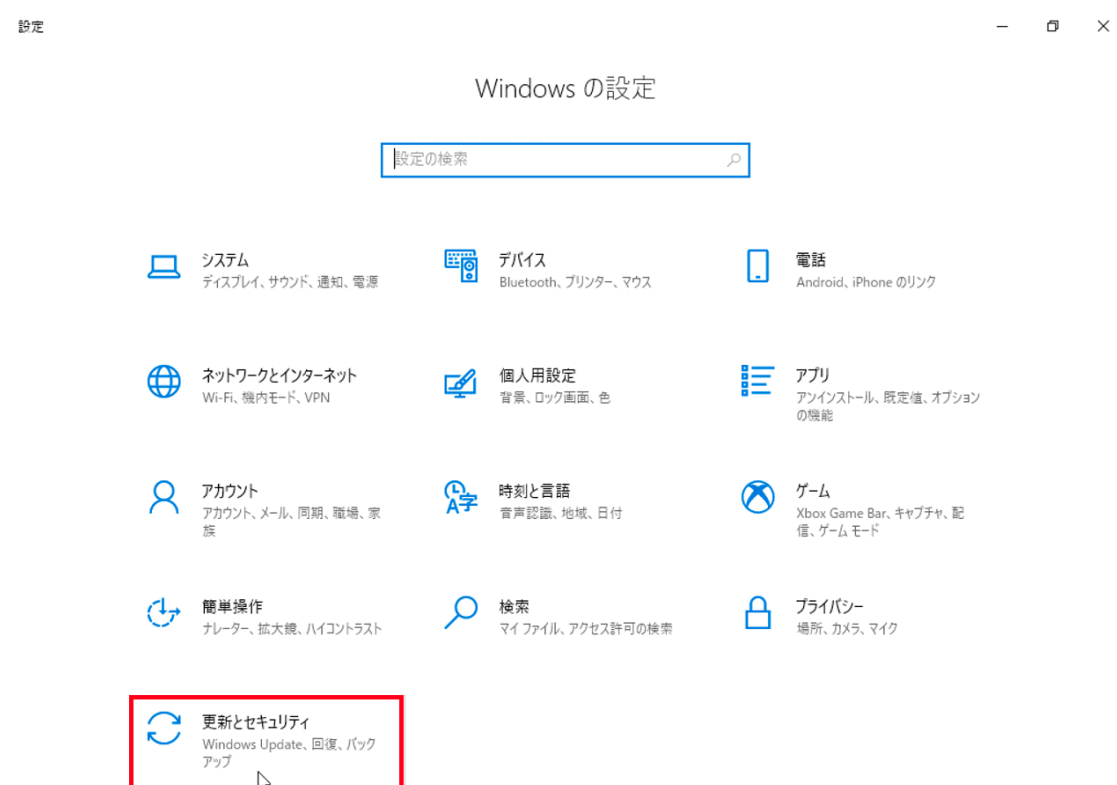 設定
Windows の設定
設定の検索
システム
ディスプレイ、サウンド、通知、電源
デバイス
Bluetooth、プリンター、マウス
電話
Android、iPhone のリンク
ネットワークとインターネット
Wi-Fi、機内モード、VPN
個人用設定
背景、ロック画面、色
アプリ
アンインストール、既定値、オプション
の機能
アカウント
アカウント、メール、同期、職場、家
族
時刻と言語
音声認識、地域、日付
ゲーム
Xbox Game Bar、キャプチャ、配
信、ゲーム モード
簡単操作
ナレーター、拡大鏡、ハイコントラスト
検索
マイ ファイル、アクセス許可の検索
プライバシー
場所、カメラ、マイク
更新とセキュリティ
Windows Update、回復、バック
アップ